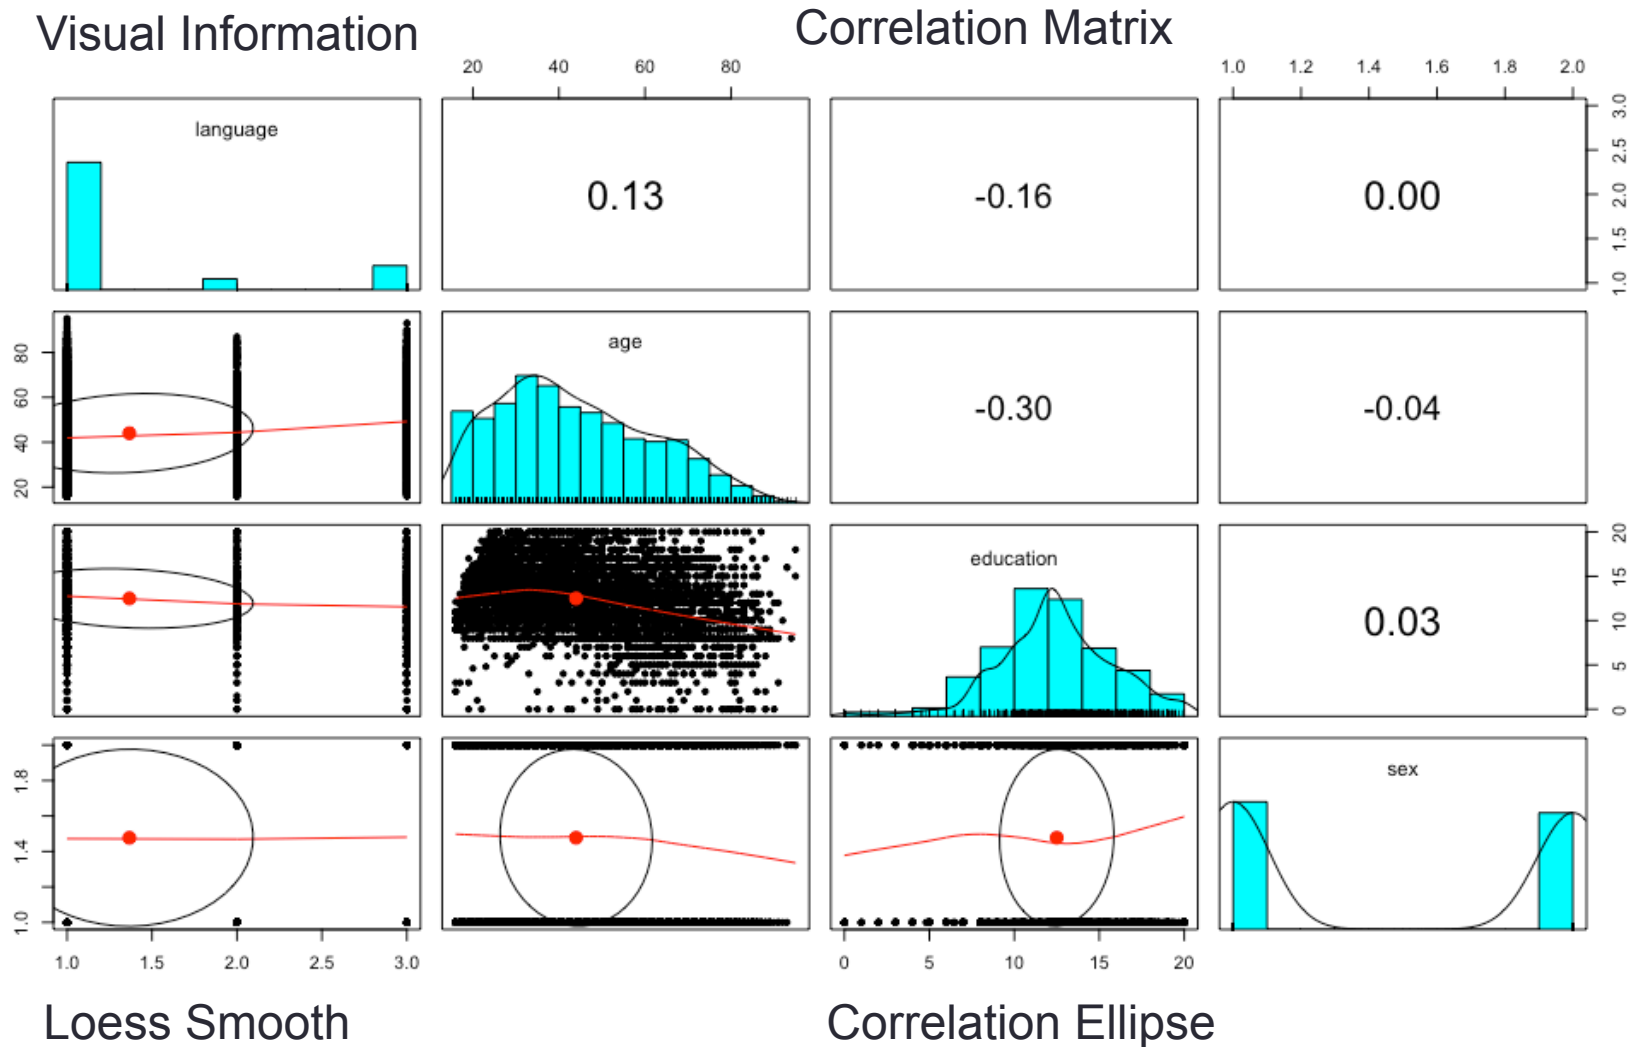 Visual Information
Correlation Matrix
20 40 60 80
1.0 1.2 1.4 1.6 1.8 2.0
language
0.13
-0.16
0.00
1.0 1.5 2.0 2.5 3.0
20 40 60 80
age
-0.30
-0.04
education
0.03
0 5 10 15 20
1.0 1.4 1.8
sex
1.0 1.5 2.0 2.5 3.0
0 5 10 15 20
Loess Smooth
Correlation Ellipse